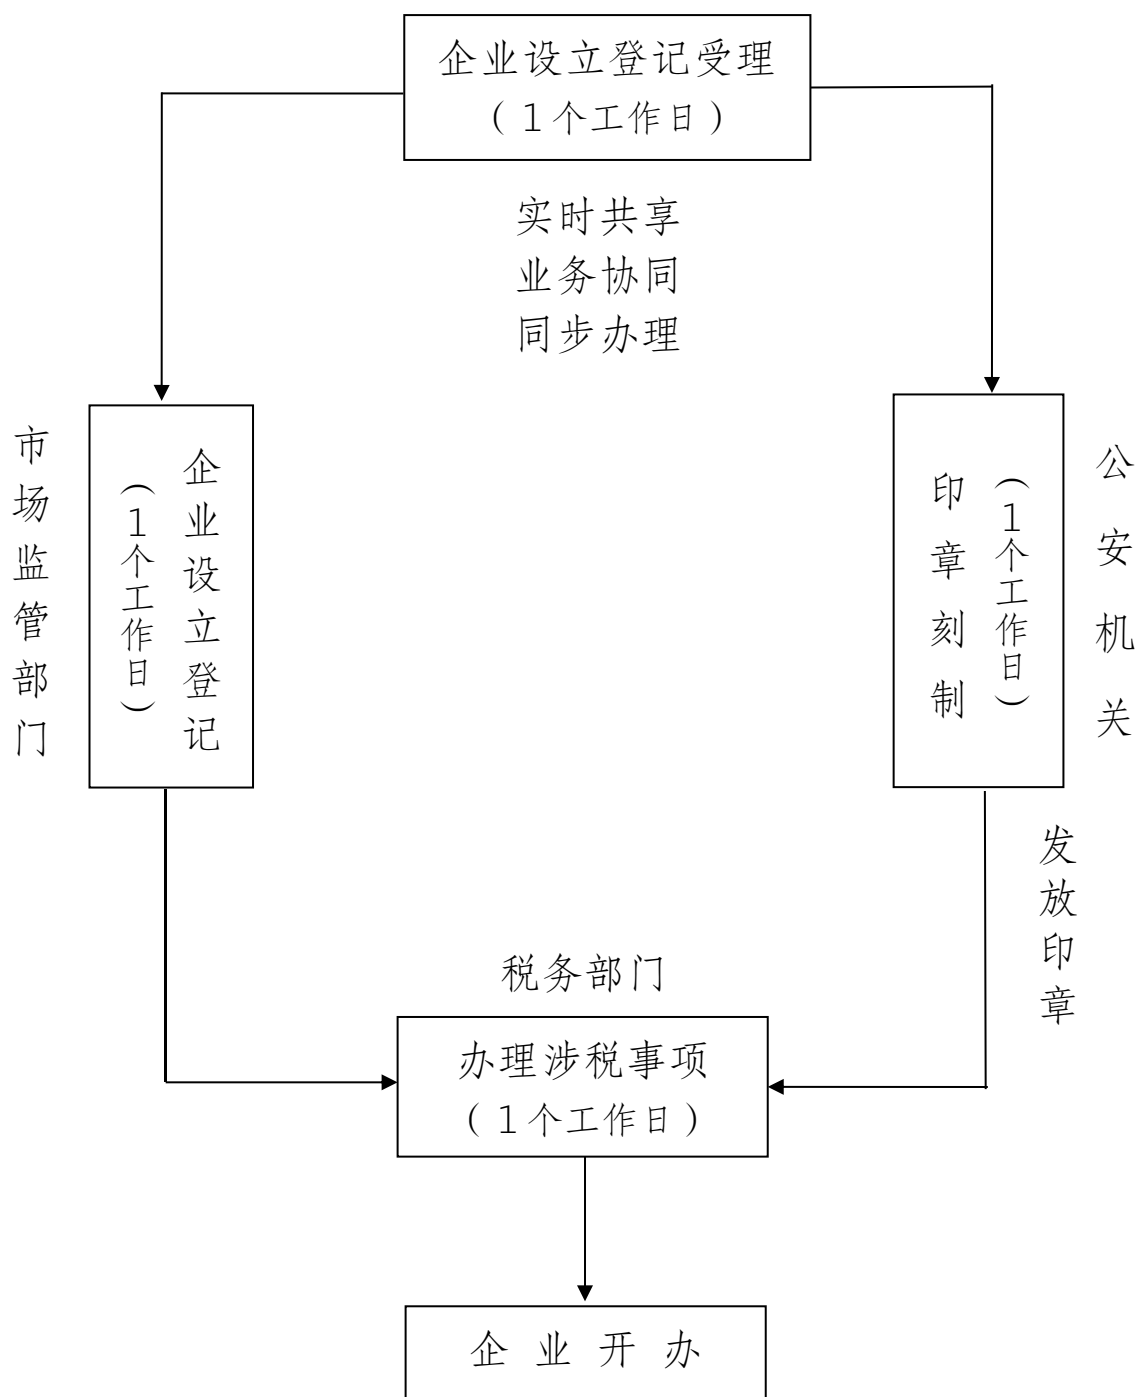 企业设立登记受理
（1个工作日）
实时共享
业务协同
同步办理
市场监管部门
企业设立登记
（1个工作日）
印章刻制
（1个工作日）
公安机关
发放印章
税务部门
办理涉税事项
（1个工作日）
企业开办